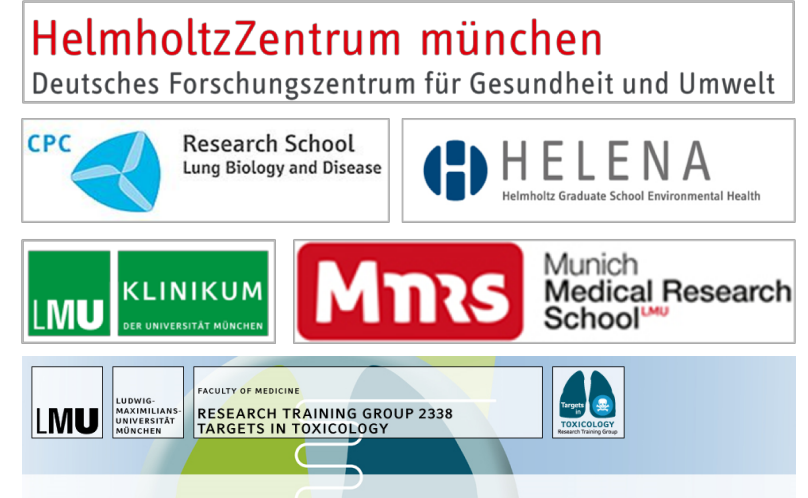 HelmholtzZentrum münchen
Deutsches Forschungszentrum für Gesundheit und Umwelt
CPC
Research School
Lung Biology and Disease
HELENA
Helmholtz Graduate School Environmental Health
LMU
KLINIKUM
DER UNIVERSITÄT MÜNCHEN
MMRS
Munich
Medical Research
School LMU
LMU
LUDWIG-
MAXIMILIANS-
UNIVERSITÄT
MÜNCHEN
FACULTY OF MEDICINE
RESEARCH TRAINING GROUP 2338
TARGETS IN TOXICOLOGY
Targets
in
TOXICOLOGY
Research Training Group